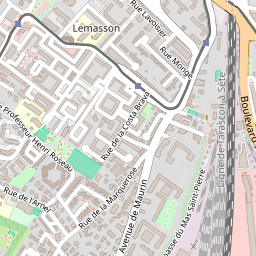 Rue Lavoisier
Lemasson
Rue Monge
Boulevard
Ligne de Tarascon à Sète
Rue de la Costa Brava
Professeur Henri Roseau
Impasse du Mas Saint-Pierre
Rue de la Marquerose
Rue de l'Arnel
Avenue de Maurin